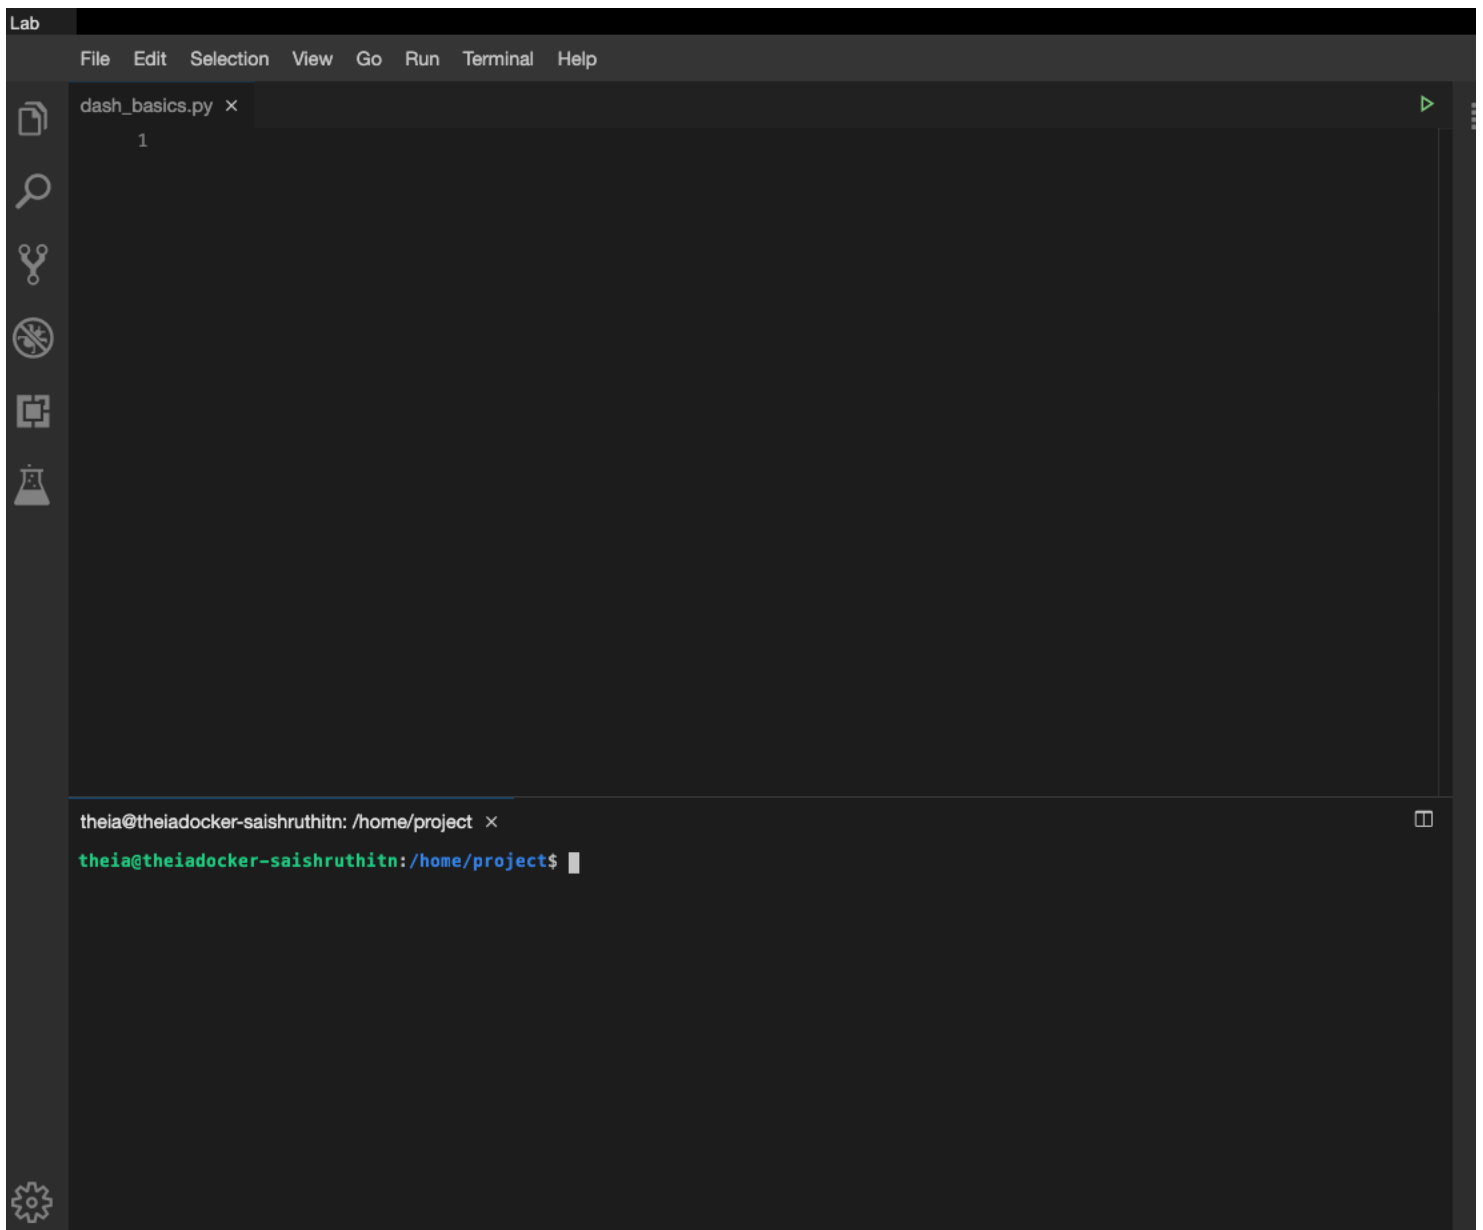 Lab
File Edit Selection View Go Run Terminal Help
dash_basics.py ×
1
theia@theiadocker-saishruthitn: /home/project ×
theia@theiadocker-saishruthitn:/home/project$